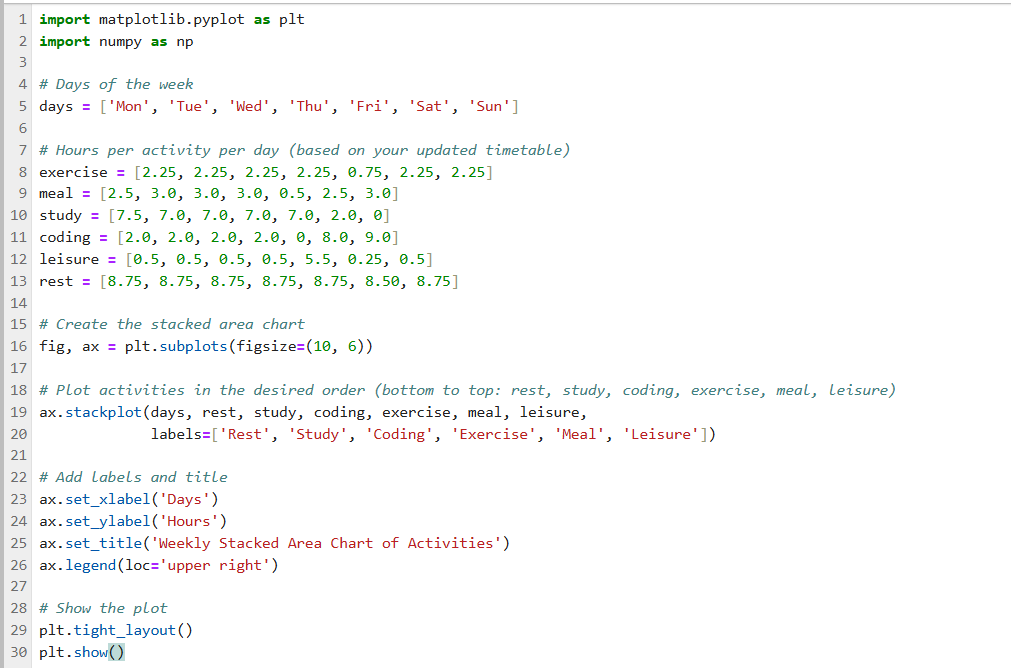 1 import matplotlib.pyplot as plt
2 import numpy as np
3
4 # Days of the week
5 days = ['Mon', 'Tue', 'Wed', 'Thu', 'Fri', 'Sat', 'Sun']
6
7 # Hours per activity per day (based on your updated timetable)
8 exercise = [2.25, 2.25, 2.25, 2.25, 0.75, 2.25, 2.25]
9 meal = [2.5, 3.0, 3.0, 3.0, 0.5, 2.5, 3.0]
10 study = [7.5, 7.0, 7.0, 7.0, 7.0, 2.0, 0]
11 coding = [2.0, 2.0, 2.0, 2.0, 0, 8.0, 9.0]
12 leisure = [0.5, 0.5, 0.5, 0.5, 5.5, 0.25, 0.5]
13 rest = [8.75, 8.75, 8.75, 8.75, 8.75, 8.50, 8.75]
14
15 # Create the stacked area chart
16 fig, ax = plt.subplots(figsize=(10, 6))
17
18 # Plot activities in the desired order (bottom to top: rest, study, coding, exercise, meal, leisure)
19 ax.stackplot(days, rest, study, coding, exercise, meal, leisure,
20              labels=['Rest', 'Study', 'Coding', 'Exercise', 'Meal', 'Leisure'])
21
22 # Add labels and title
23 ax.set_xlabel('Days')
24 ax.set_ylabel('Hours')
25 ax.set_title('Weekly Stacked Area Chart of Activities')
26 ax.legend(loc='upper right')
27
28 # Show the plot
29 plt.tight_layout()
30 plt.show()